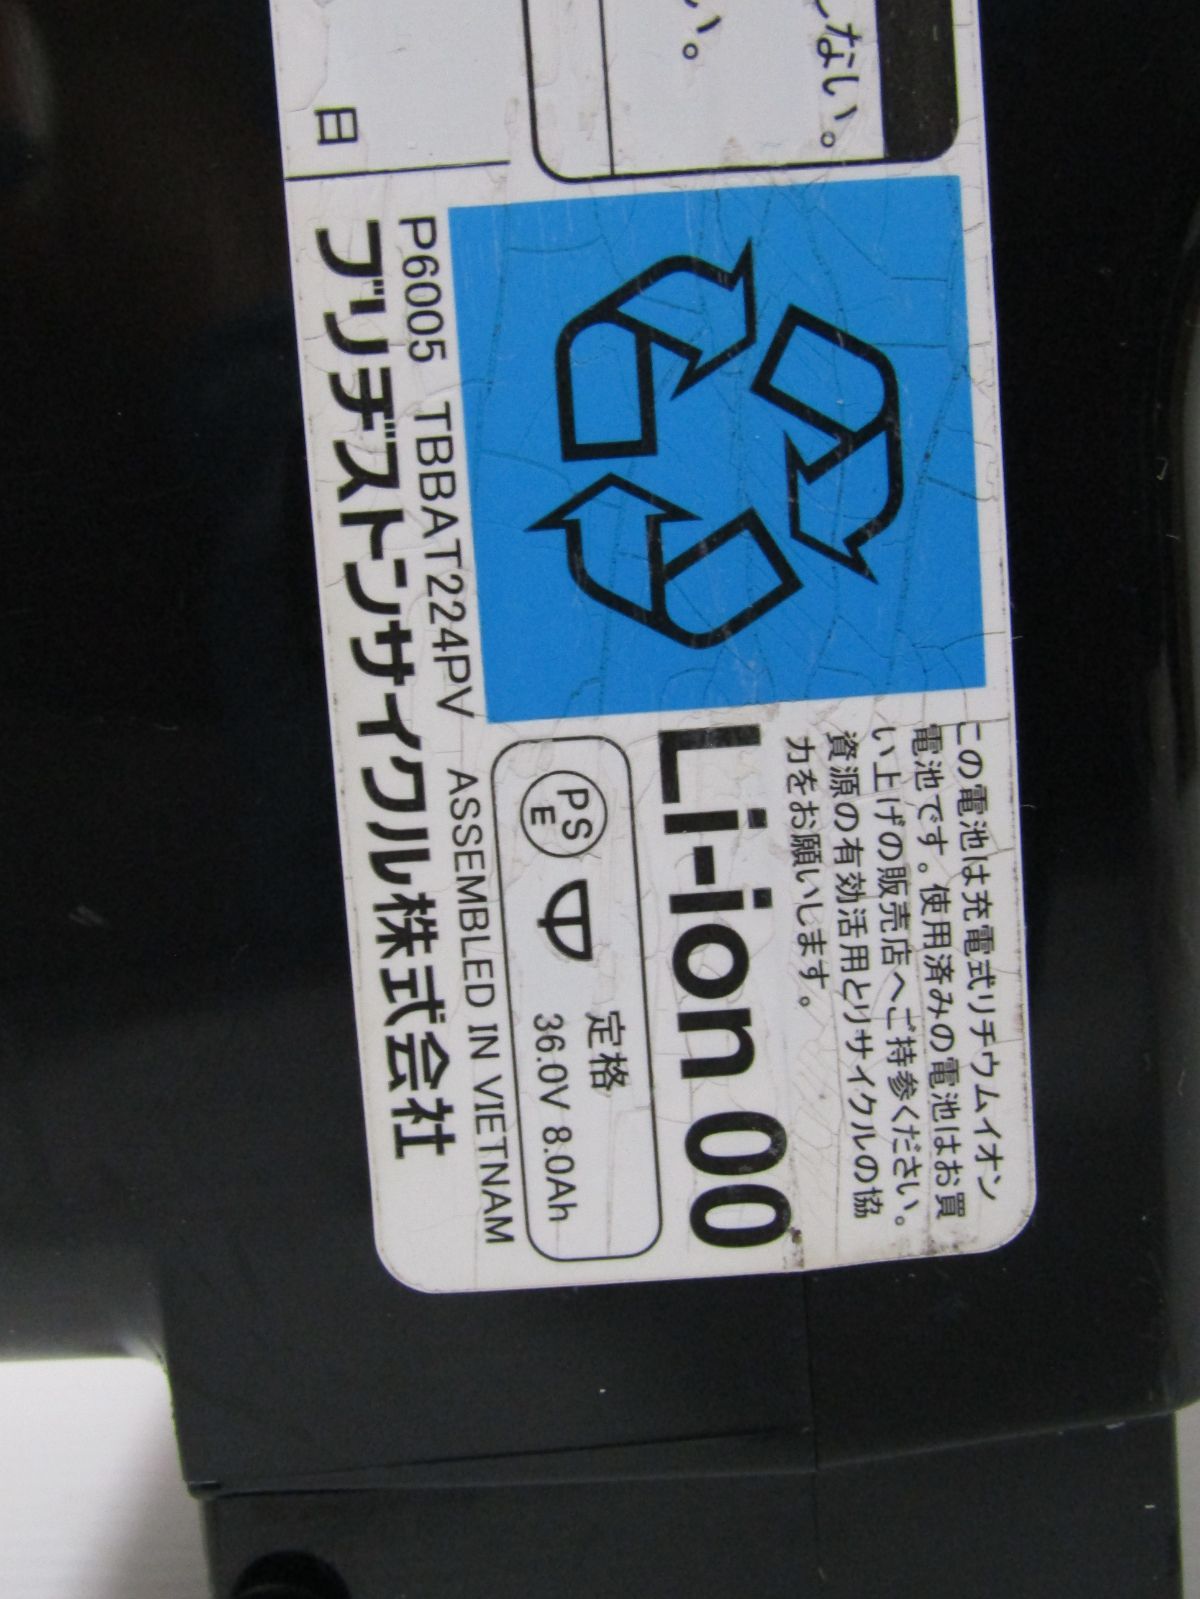 しない。
い。
日
この電池は充電式リチウムイオン
電池です。使用済みの電池はお買
い上げの販売店へご持参ください。
資源の有効活用とリサイクルの協
力をお願いします。
Li-ion 00
PS
E
定格
36.0V 8.0Ah
P6005 TBBAT224PV ASSEMBLED IN VIETNAM
ブリヂストンサイクル株式会社